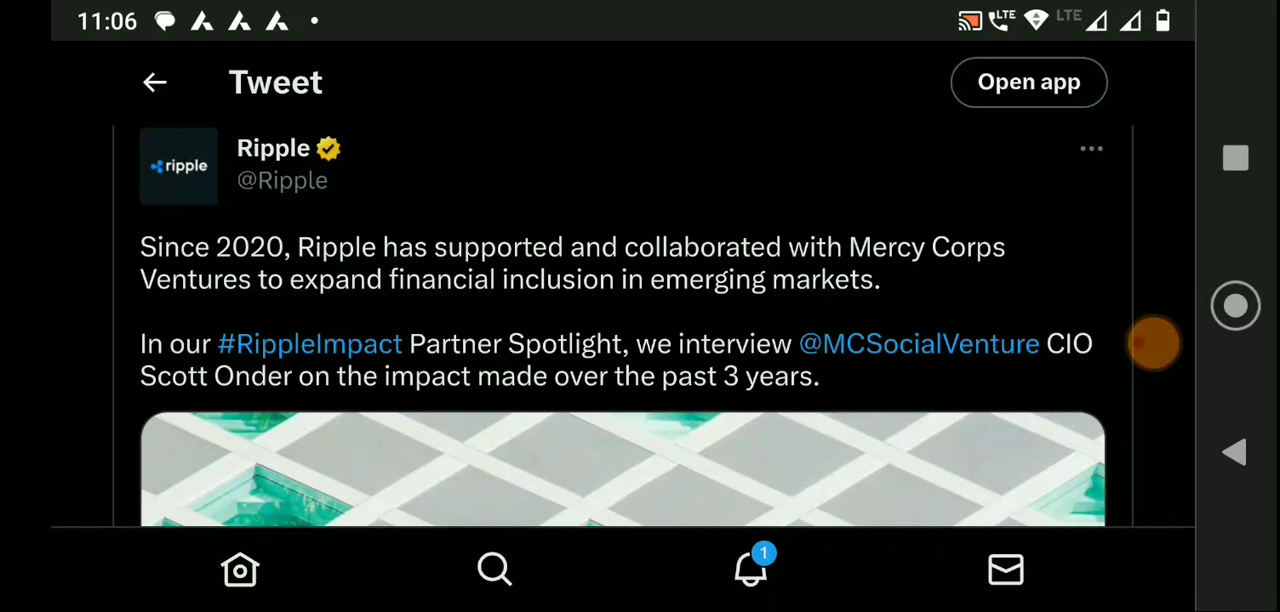 11:06
LTE
LTE
Tweet
Open app
ripple
Ripple
@Ripple
Since 2020, Ripple has supported and collaborated with Mercy Corps
Ventures to expand financial inclusion in emerging markets.
In our #RippleImpact Partner Spotlight, we interview @MCSocialVenture CIO
Scott Onder on the impact made over the past 3 years.
1